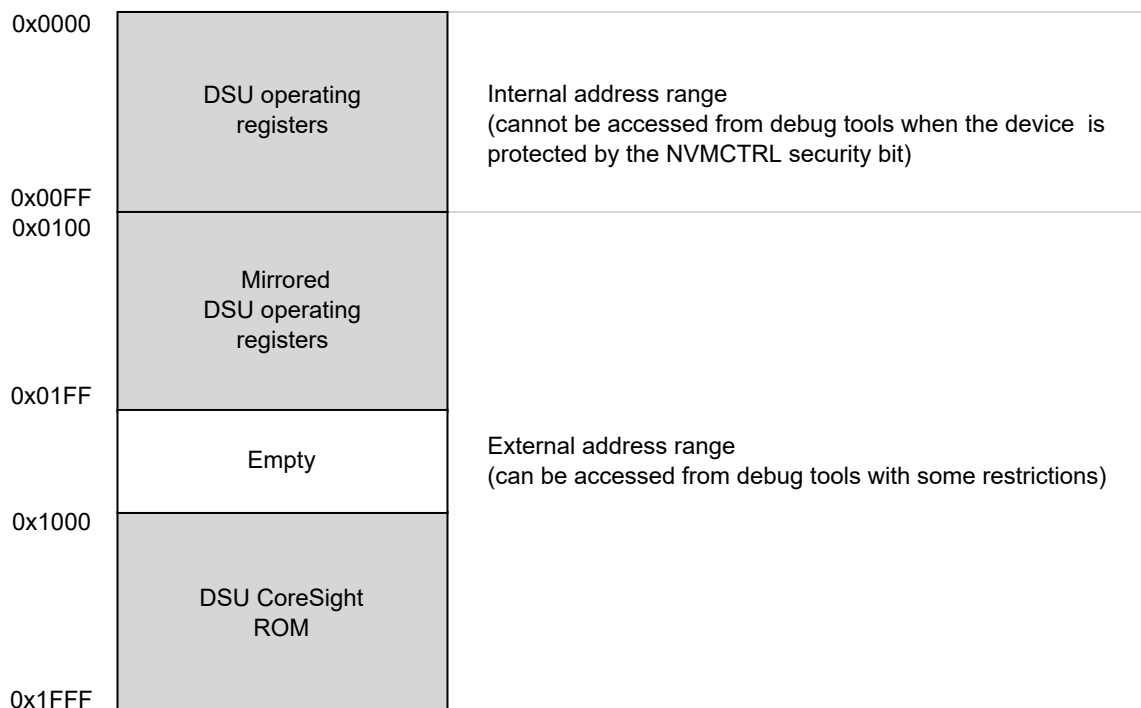 0x0000
DSU operating
registers
Internal address range
(cannot be accessed from debug tools when the device is
protected by the NVMCTRL security bit)
0x00FF
0x0100
Mirrored
DSU operating
registers
0x01FF
Empty
External address range
(can be accessed from debug tools with some restrictions)
0x1000
DSU CoreSight
ROM
0x1FFF